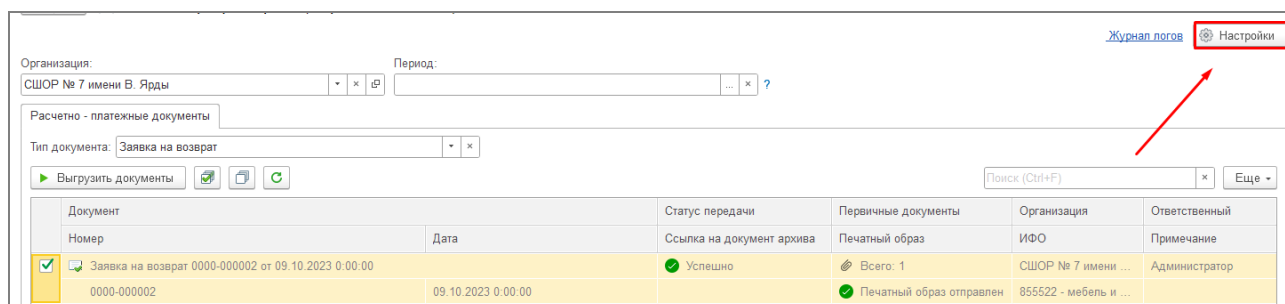 Журнал логов Настройки
Организация: Период:
СШОР № 7 имени В. Ярды ?
Расчетно - платежные документы
Тип документа: Заявка на возврат
Выгрузить документы Поиск (Ctrl+F) × Еще
Документ Статус передачи Первичные документы Организация Ответственный
Номер Дата Ссылка на документ архива Печатный образ ИФО Примечание
Заявка на возврат 0000-000002 от 09.10.2023 0:00:00 Успешно Всего: 1 СШОР № 7 имени ... Администратор
0000-000002 09.10.2023 0:00:00 Печатный образ отправлен 855522 - мебель и ...